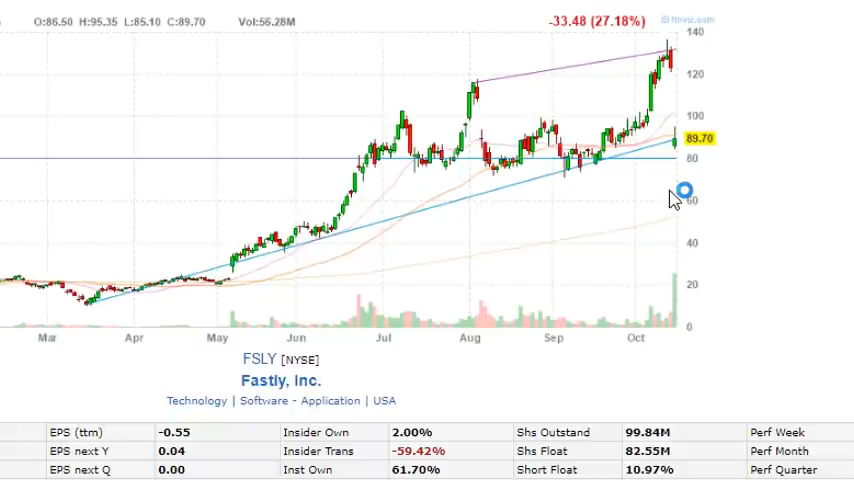 O:86.50 H:95.35 L:85.10 C:89.70 Vol:56.28M -33.48 (27.18%) © finviz.com
140
120
100
89.70
80
60
40
20
0
Mar Apr May Jun Jul Aug Sep Oct
FSLY [NYSE]
Fastly, Inc.
Technology | Software - Application | USA
EPS (ttm) -0.55 Insider Own 2.00% Shs Outstand 99.84M Perf Week
EPS next Y 0.04 Insider Trans -59.42% Shs Float 82.55M Perf Month
EPS next Q 0.00 Inst Own 61.70% Short Float 10.97% Perf Quarter